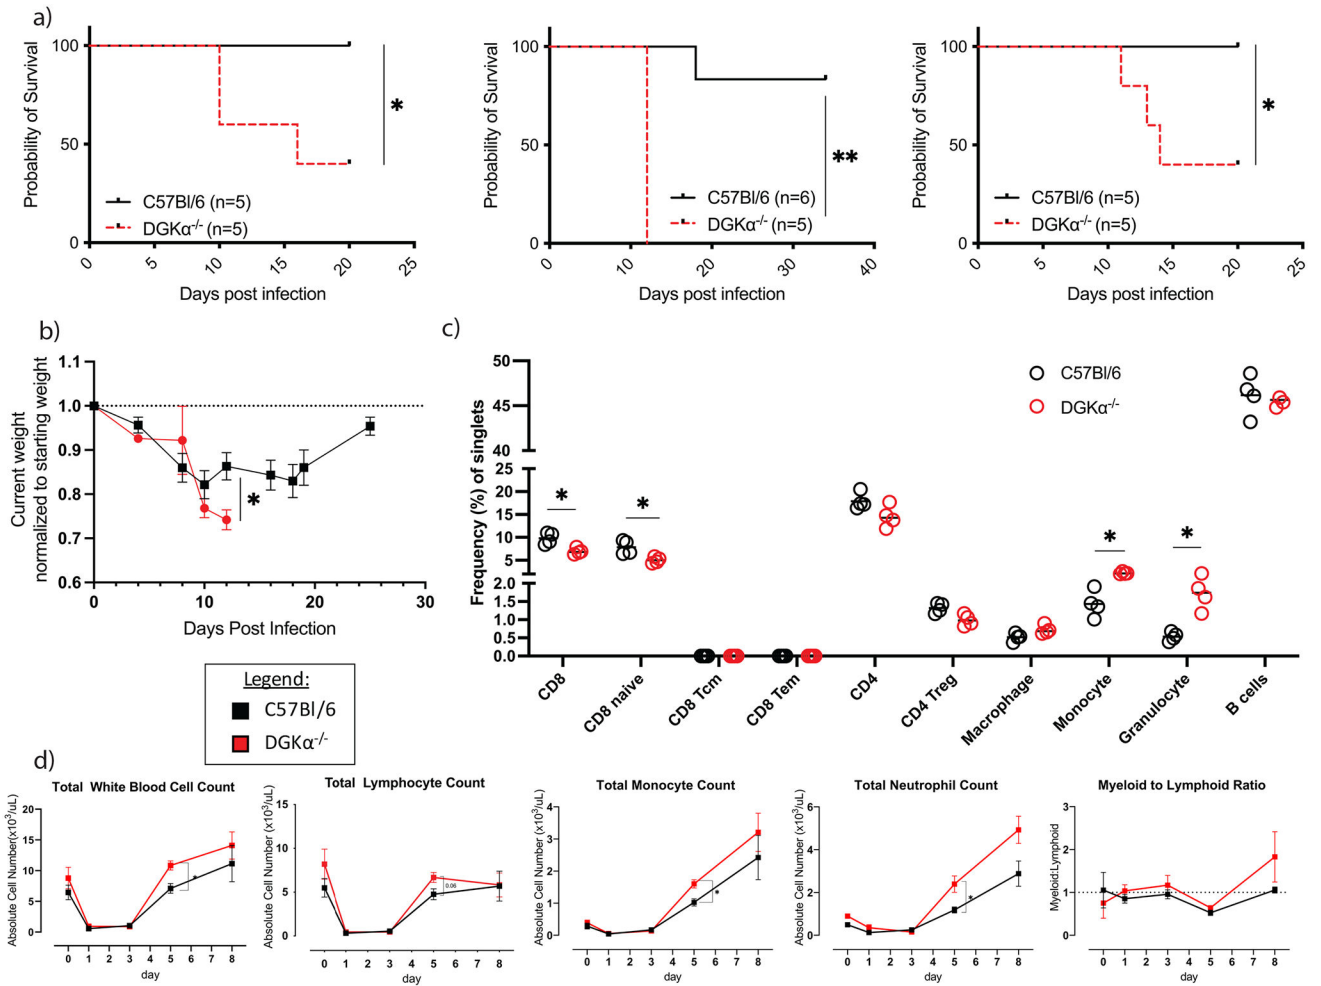 a)
Probability of Survival
100
50
0
C57Bl/6 (n=5)
DGKα-/- (n=5)
*
0 5 10 15 20 25
Days post infection
Probability of Survival
100
50
0
C57Bl/6 (n=6)
DGKα-/- (n=5)
**
0 10 20 30 40
Days post infection
Probability of Survival
100
50
0
C57Bl/6 (n=5)
DGKα-/- (n=5)
*
0 5 10 15 20 25
Days post infection
b)
Current weight
normalized to starting weight
1.1
1.0
0.9
0.8
0.7
0.6
*
0 10 20 30
Days Post Infection
c)
Frequency (%) of singlets
50
45
40
25
20
15
10
5
2.0
1.5
1.0
0.5
0.0
C57Bl/6
DGKα-/-
* * * *
CD8 CD8 naive CD8 Tcm CD8 Tem CD4 CD4 Treg Macrophage Monocyte Granulocyte B cells
Legend:
C57Bl/6
DGKα-/-
d)
Total White Blood Cell Count
Absolute Cell Number(x10³/uL)
20
15
10
5
0
*
0 1 2 3 4 5 6 7 8
day
Total Lymphocyte Count
Absolute Cell Number (x10³/uL)
15
10
5
0
0.06
0 1 2 3 4 5 6 7 8
day
Total Monocyte Count
Absolute Cell Number (x10³/uL)
4
3
2
1
0
*
0 1 2 3 4 5 6 7 8
day
Total Neutrophil Count
Absolute Cell Number (x10³/uL)
6
4
2
0
*
0 1 2 3 4 5 6 7 8
day
Myeloid to Lymphoid Ratio
Myeloid:Lymphoid
3
2
1
0
0 1 2 3 4 5 6 7 8
day